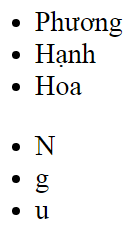 • Phương
• Hạnh
• Hoa
• N
• g
• u